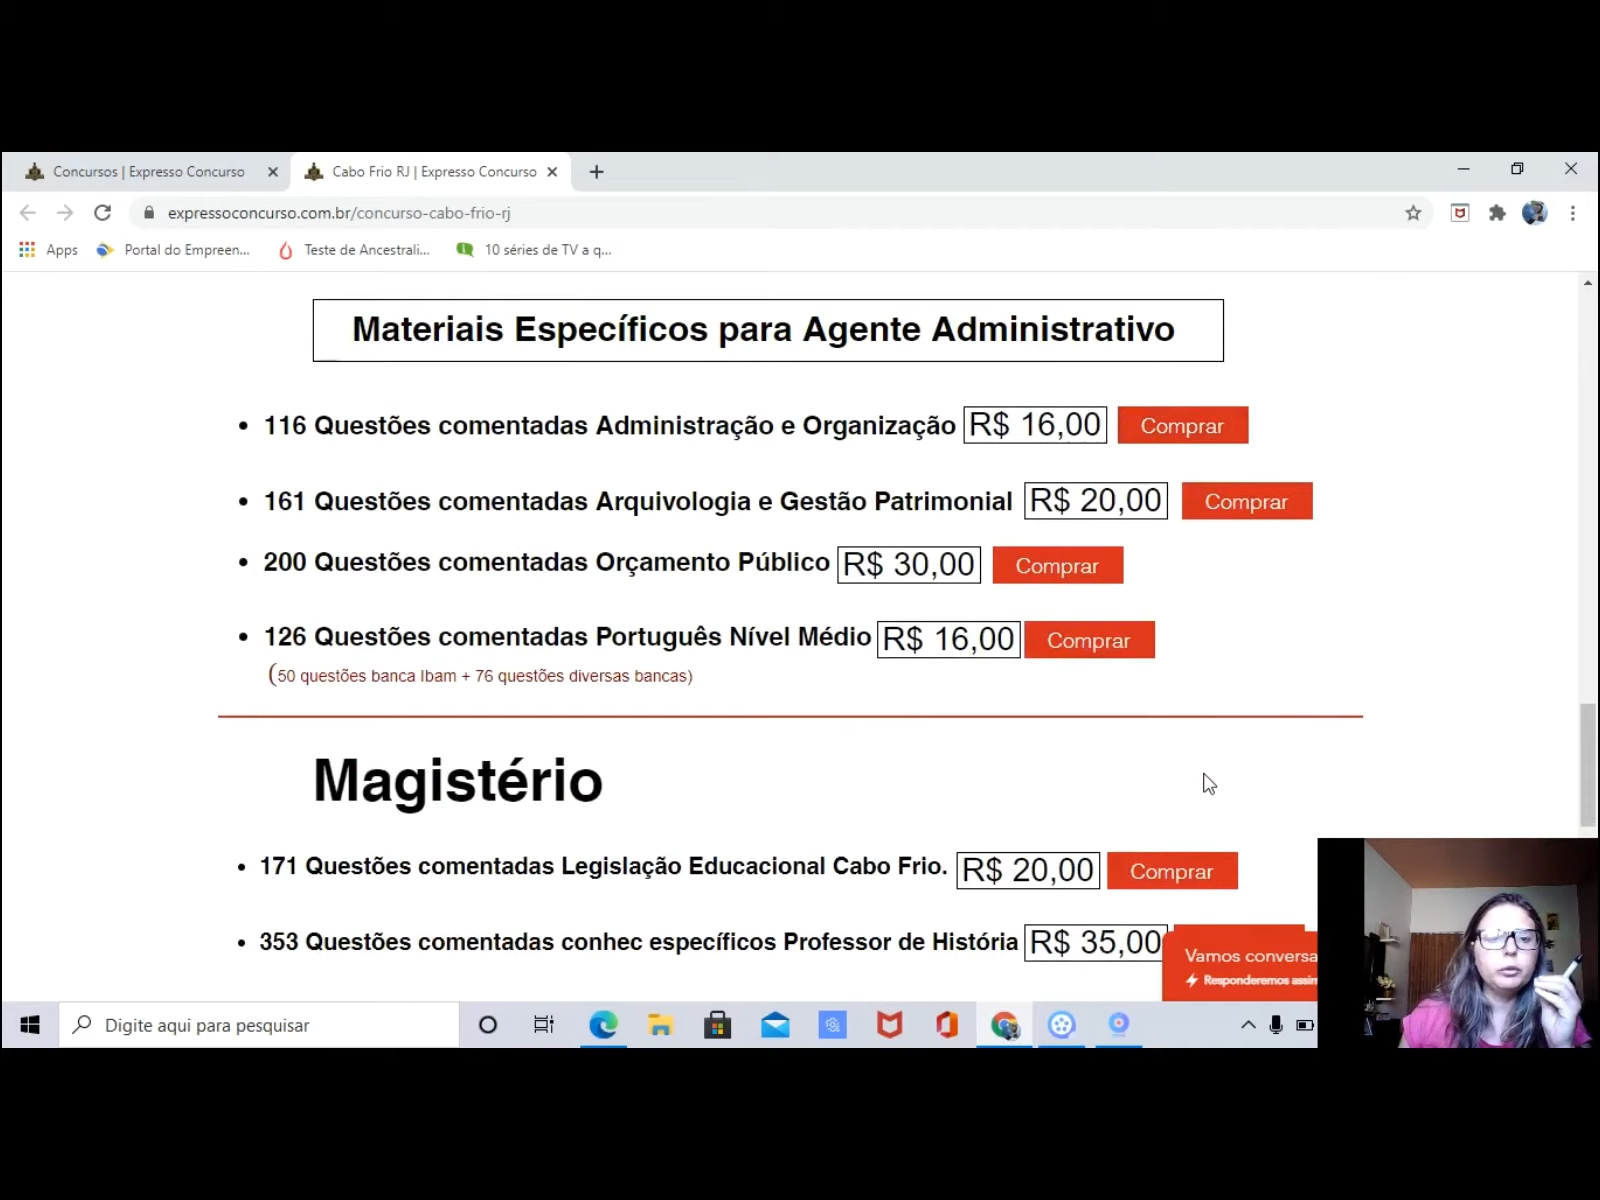 Concursos | Expresso Concurso
Cabo Frio RJ | Expresso Concurso
expressoconcurso.com.br/concurso-cabo-frio-rj
Apps
Portal do Empreen...
Teste de Ancestrali...
10 séries de TV a q...
Materiais Específicos para Agente Administrativo
• 116 Questões comentadas Administração e Organização R$ 16,00 Comprar
• 161 Questões comentadas Arquivologia e Gestão Patrimonial R$ 20,00 Comprar
• 200 Questões comentadas Orçamento Público R$ 30,00 Comprar
• 126 Questões comentadas Português Nível Médio R$ 16,00 Comprar
(50 questões banca Ibam + 76 questões diversas bancas)
Magistério
• 171 Questões comentadas Legislação Educacional Cabo Frio. R$ 20,00 Comprar
• 353 Questões comentadas conhec específicos Professor de História R$ 35,00
Vamos conversa
Responderemos assim
Digite aqui para pesquisar